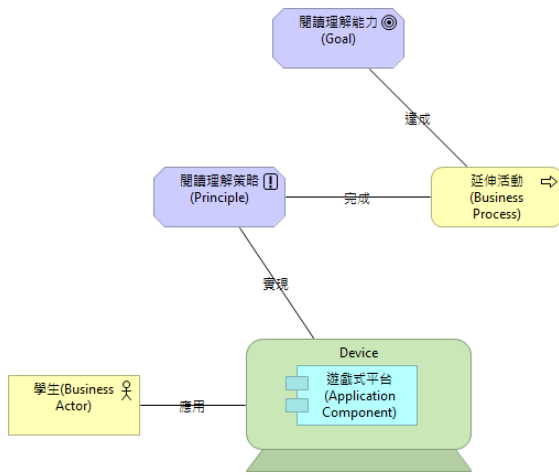 閱讀理解能力
(Goal)
達成
閱讀理解策略
(Principle)
完成
延伸活動
(Business
Process)
實現
Device
遊戲式平台
(Application
Component)
學生(Business
Actor)
應用